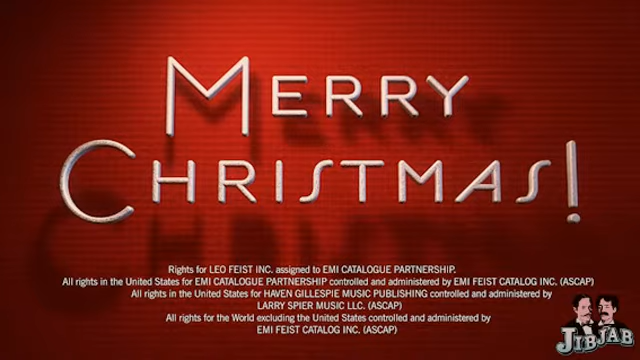 MERRY
CHRISTMAS!
Rights for LEO FEIST INC. assigned to EMI CATALOGUE PARTNERSHIP.
All rights in the United States for EMI CATALOGUE PARTNERSHIP controlled and administered by EMI FEIST CATALOG INC. (ASCAP)
All rights in the United States for HAVEN GILLESPIE MUSIC PUBLISHING controlled and administered by
LARRY SPIER MUSIC LLC. (ASCAP)
All rights for the World excluding the United States controlled and administered by
EMI FEIST CATALOG INC. (ASCAP)
JIBJAB